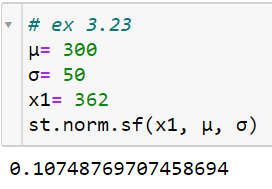 # ex 3.23
μ= 300
σ= 50
x1= 362
st.norm.sf(x1, μ, σ)
0.10748769707458694